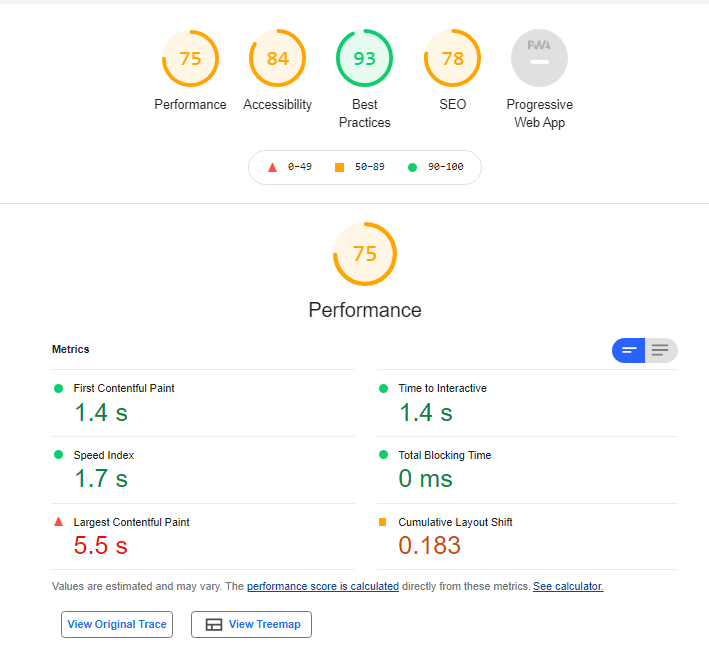 75 84 93 78 PWA
Performance Accessibility Best Practices SEO Progressive Web App
0–49 50–89 90–100
75
Performance
Metrics
First Contentful Paint
1.4 s
Time to Interactive
1.4 s
Speed Index
1.7 s
Total Blocking Time
0 ms
Largest Contentful Paint
5.5 s
Cumulative Layout Shift
0.183
Values are estimated and may vary. The performance score is calculated directly from these metrics. See calculator.
View Original Trace
View Treemap